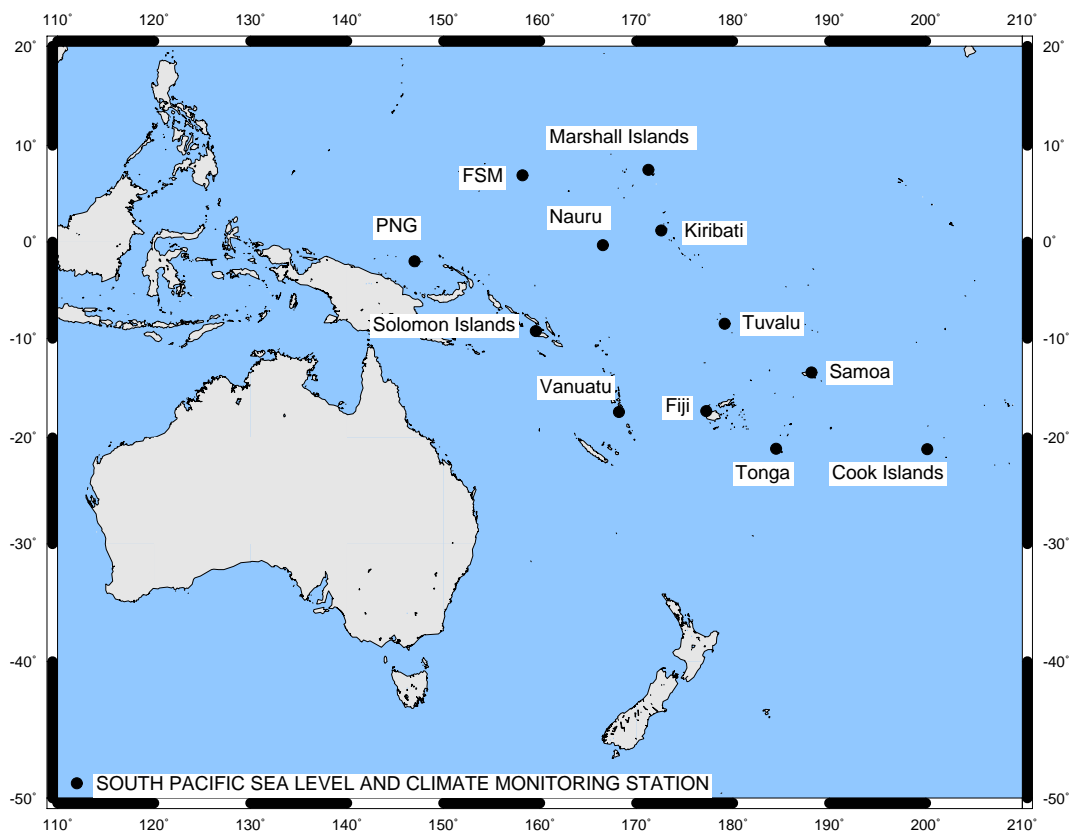 110˚ 120˚ 130˚ 140˚ 150˚ 160˚ 170˚ 180˚ 190˚ 200˚ 210˚
20˚ 20˚
Marshall Islands
10˚ 10˚
FSM
Nauru
PNG
Kiribati
0˚ 0˚
Tuvalu
Solomon Islands
-10˚ -10˚
Samoa
Vanuatu
Fiji
-20˚ -20˚
Tonga Cook Islands
-30˚ -30˚
-40˚ -40˚
SOUTH PACIFIC SEA LEVEL AND CLIMATE MONITORING STATION
-50˚ -50˚
110˚ 120˚ 130˚ 140˚ 150˚ 160˚ 170˚ 180˚ 190˚ 200˚ 210˚